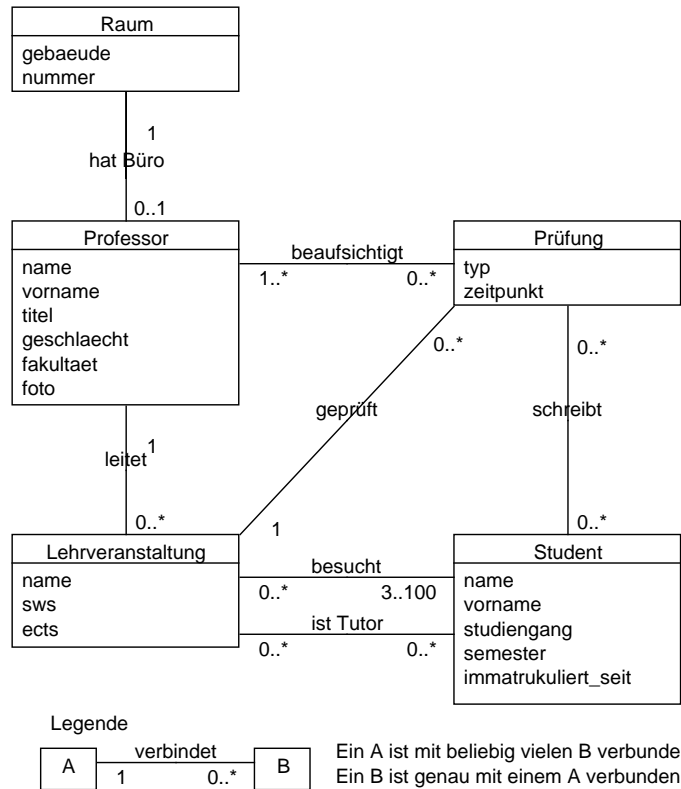 Raum
gebaeude
nummer
1
hat Büro
0..1
Professor
name
vorname
titel
geschlaecht
fakultaet
foto
beaufsichtigt
1..*
0..*
Prüfung
typ
zeitpunkt
0..*
0..*
geprüft
schreibt
leitet
1
0..*
1
0..*
Lehrveranstaltung
name
sws
ects
besucht
0..*
3..100
ist Tutor
0..*
0..*
Student
name
vorname
studiengang
semester
immatrukuliert_seit
Legende
A
verbindet
1
0..*
B
Ein A ist mit beliebig vielen B verbunde
Ein B ist genau mit einem A verbunden